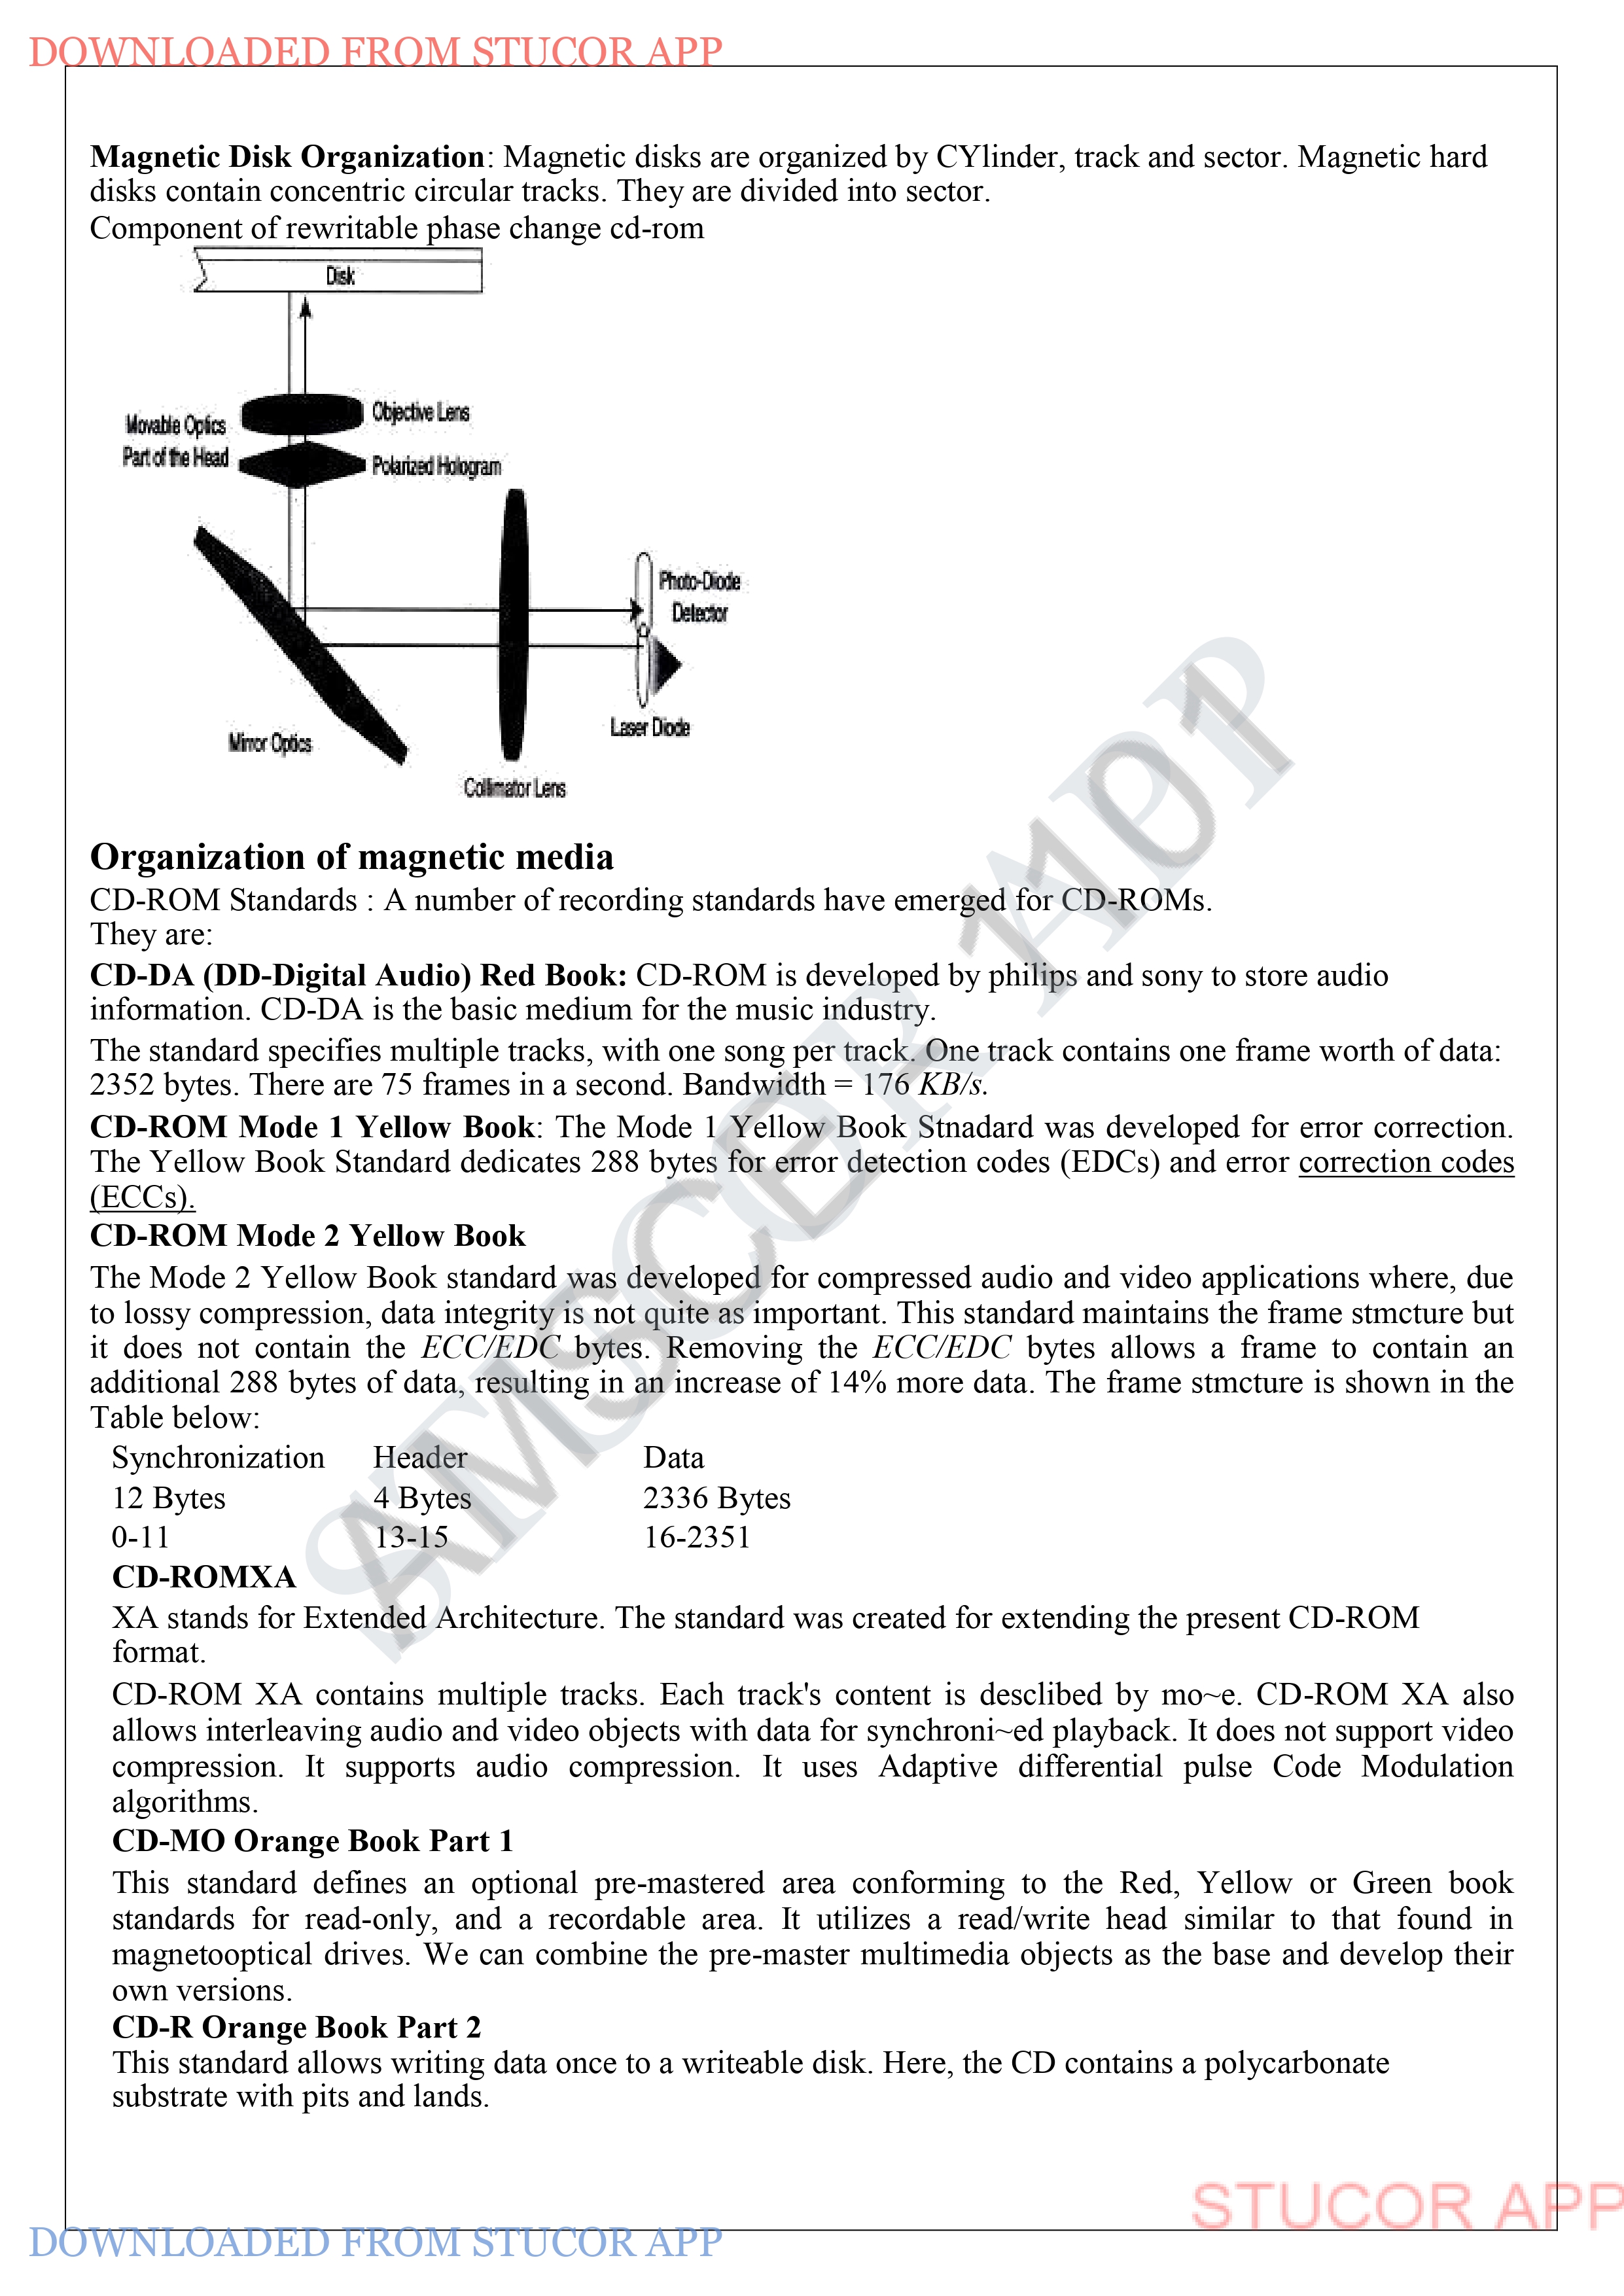 DOWNLOADED FROM STUCOR APP
Magnetic Disk Organization: Magnetic disks are organized by CYlinder, track and sector. Magnetic hard
disks contain concentric circular tracks. They are divided into sector.
Component of rewritable phase change cd-rom
Disk
Movable Optics
Part of the Head
Objective Lens
Polarized Hologram
Photo-Diode
Detector
Laser Diode
Mirror Optics
Collimator Lens
Organization of magnetic media
CD-ROM Standards : A number of recording standards have emerged for CD-ROMs.
They are:
CD-DA (DD-Digital Audio) Red Book: CD-ROM is developed by philips and sony to store audio
information. CD-DA is the basic medium for the music industry.
The standard specifies multiple tracks, with one song per track. One track contains one frame worth of data:
2352 bytes. There are 75 frames in a second. Bandwidth = 176 KB/s.
CD-ROM Mode 1 Yellow Book: The Mode 1 Yellow Book Stnadard was developed for error correction.
The Yellow Book Standard dedicates 288 bytes for error detection codes (EDCs) and error correction codes
(ECCs).
CD-ROM Mode 2 Yellow Book
The Mode 2 Yellow Book standard was developed for compressed audio and video applications where, due
to lossy compression, data integrity is not quite as important. This standard maintains the frame stmcture but
it does not contain the ECC/EDC bytes. Removing the ECC/EDC bytes allows a frame to contain an
additional 288 bytes of data, resulting in an increase of 14% more data. The frame stmcture is shown in the
Table below:
Synchronization Header Data
12 Bytes 4 Bytes 2336 Bytes
0-11 13-15 16-2351
CD-ROMXA
XA stands for Extended Architecture. The standard was created for extending the present CD-ROM
format.
CD-ROM XA contains multiple tracks. Each track's content is desclibed by mo~e. CD-ROM XA also
allows interleaving audio and video objects with data for synchroni~ed playback. It does not support video
compression. It supports audio compression. It uses Adaptive differential pulse Code Modulation
algorithms.
CD-MO Orange Book Part 1
This standard defines an optional pre-mastered area conforming to the Red, Yellow or Green book
standards for read-only, and a recordable area. It utilizes a read/write head similar to that found in
magnetooptical drives. We can combine the pre-master multimedia objects as the base and develop their
own versions.
CD-R Orange Book Part 2
This standard allows writing data once to a writeable disk. Here, the CD contains a polycarbonate
substrate with pits and lands.
STUCOR APP
AMSCE 1101
STUCOR APP
DOWNLOADED FROM STUCOR APP